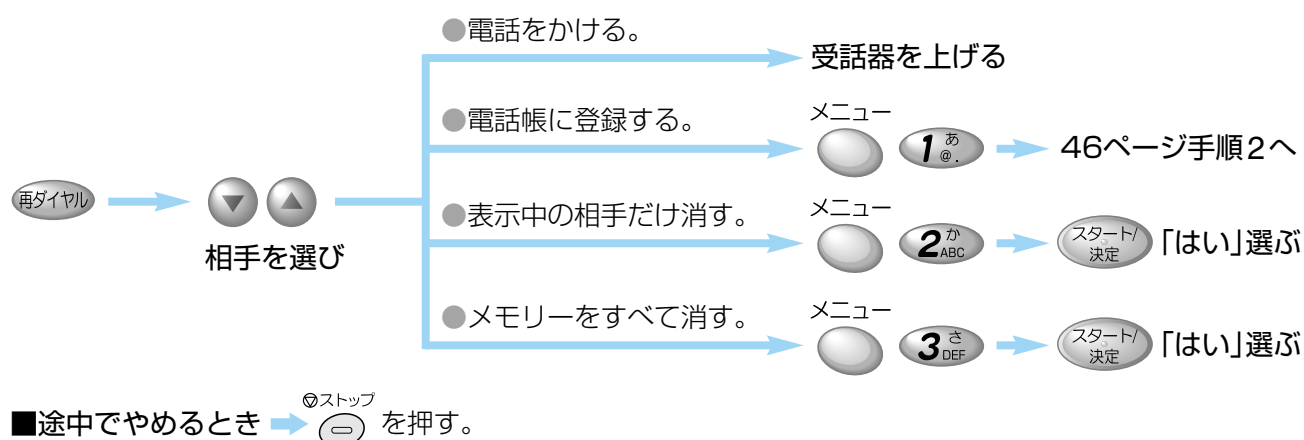 ●電話をかける。
受話器を上げる
●電話帳に登録する。
メニュー
1 あ @. 46ページ手順2へ
再ダイヤル
相手を選び
●表示中の相手だけ消す。
メニュー
2 か ABC スタート/決定 「はい」選ぶ
●メモリーをすべて消す。
メニュー
3 さ DEF スタート/決定 「はい」選ぶ
■途中でやめるとき ストップ を押す。